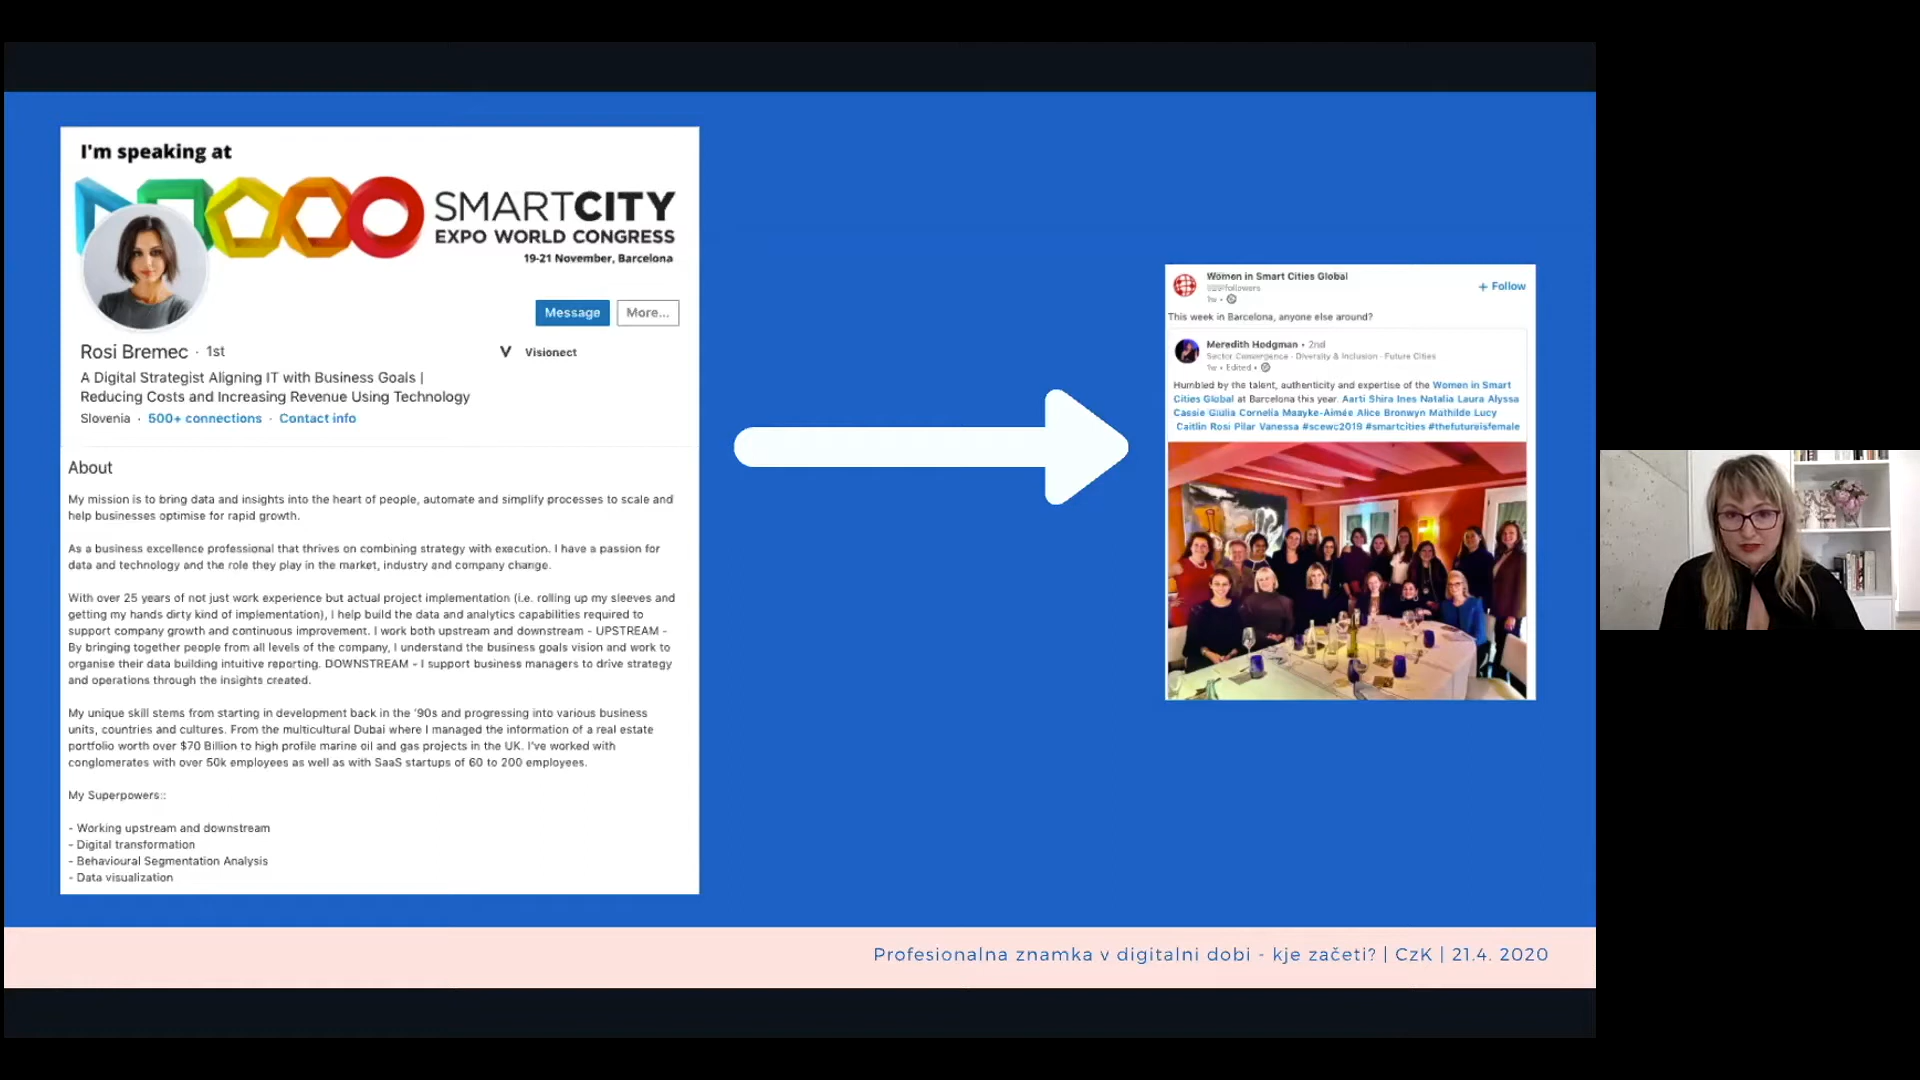 I'm speaking at
SMARTCITY
EXPO WORLD CONGRESS
19-21 November, Barcelona
Message
More...
Rosi Bremec · 1st
Visionect
A Digital Strategist Aligning IT with Business Goals |
Reducing Costs and Increasing Revenue Using Technology
Slovenia · 500+ connections · Contact info
About
My mission is to bring data and insights into the heart of people, automate and simplify processes to scale and
help businesses optimise for rapid growth.
As a business excellence professional that thrives on combining strategy with execution. I have a passion for
data and technology and the role they play in the market, industry and company change.
With over 25 years of not just work experience but actual project implementation (i.e. rolling up my sleeves and
getting my hands dirty kind of implementation), I help build the data and analytics capabilities required to
support company growth and continuous improvement. I work both upstream and downstream - UPSTREAM -
By bringing together people from all levels of the company, I understand the business goals vision and work to
organise their data building intuitive reporting. DOWNSTREAM - I support business managers to drive strategy
and operations through the insights created.
My unique skill stems from starting in development back in the '90s and progressing into various business
units, countries and cultures. From the multicultural Dubai where I managed the information of a real estate
portfolio worth over $70 Billion to high profile marine oil and gas projects in the UK. I've worked with
conglomerates with over 50k employees as well as with SaaS startups of 60 to 200 employees.
My Superpowers::
- Working upstream and downstream
- Digital transformation
- Behavioural Segmentation Analysis
- Data visualization
Women in Smart Cities Global
followers
1w ·
+ Follow
This week in Barcelona, anyone else around?
Meredith Hodgman • 2nd
Sector Convergence · Diversity & Inclusion · Future Cities
1w · Edited ·
Humbled by the talent, authenticity and expertise of the Women in Smart
Cities Global at Barcelona this year. Aarti Shira Ines Natalia Laura Alyssa
Cassie Giulia Cornelia Maayke-Aimée Alice Bronwyn Mathilde Lucy
Caitlin Rosi Pilar Vanessa #scewc2019 #smartcities #thefutureisfemale
Profesionalna znamka v digitalni dobi - kje začeti? | CzK | 21.4. 2020